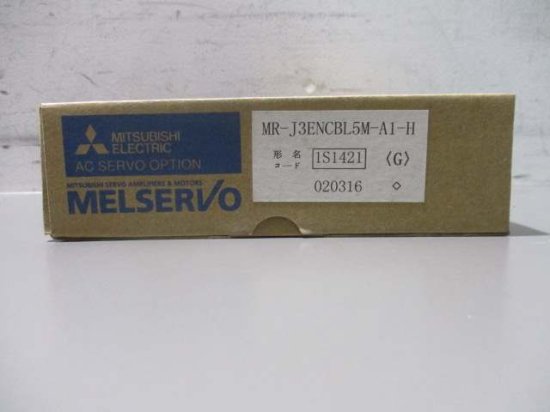 MITSUBISHI
ELECTRIC
AC SERVO OPTION
MITSUBISHI SERVO AMPLIFIERS & MOTORS
MELSERVO
MR-J3ENCBL5M-A1-H
形名
コード 1S1421 〈G〉
020316 ◇